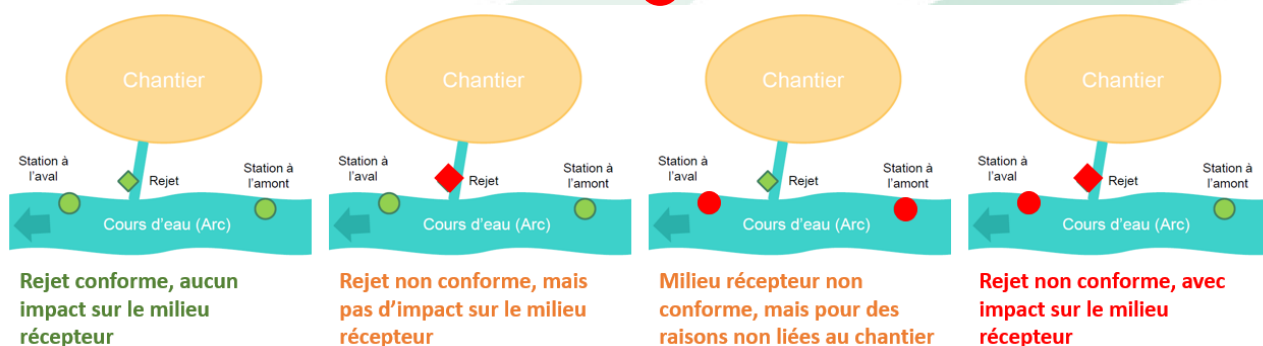 Chantier
Station à
l'aval
Rejet
Station à
l'amont
Cours d'eau (Arc)
Rejet conforme, aucun
impact sur le milieu
récepteur
Chantier
Station à
l'aval
Rejet
Station à
l'amont
Cours d'eau (Arc)
Rejet non conforme, mais
pas d'impact sur le milieu
récepteur
Chantier
Station à
l'aval
Rejet
Station à
l'amont
Cours d'eau (Arc)
Milieu récepteur non
conforme, mais pour des
raisons non liées au chantier
Chantier
Station à
l'aval
Rejet
Station à
l'amont
Cours d'eau (Arc)
Rejet non conforme, avec
impact sur le milieu
récepteur